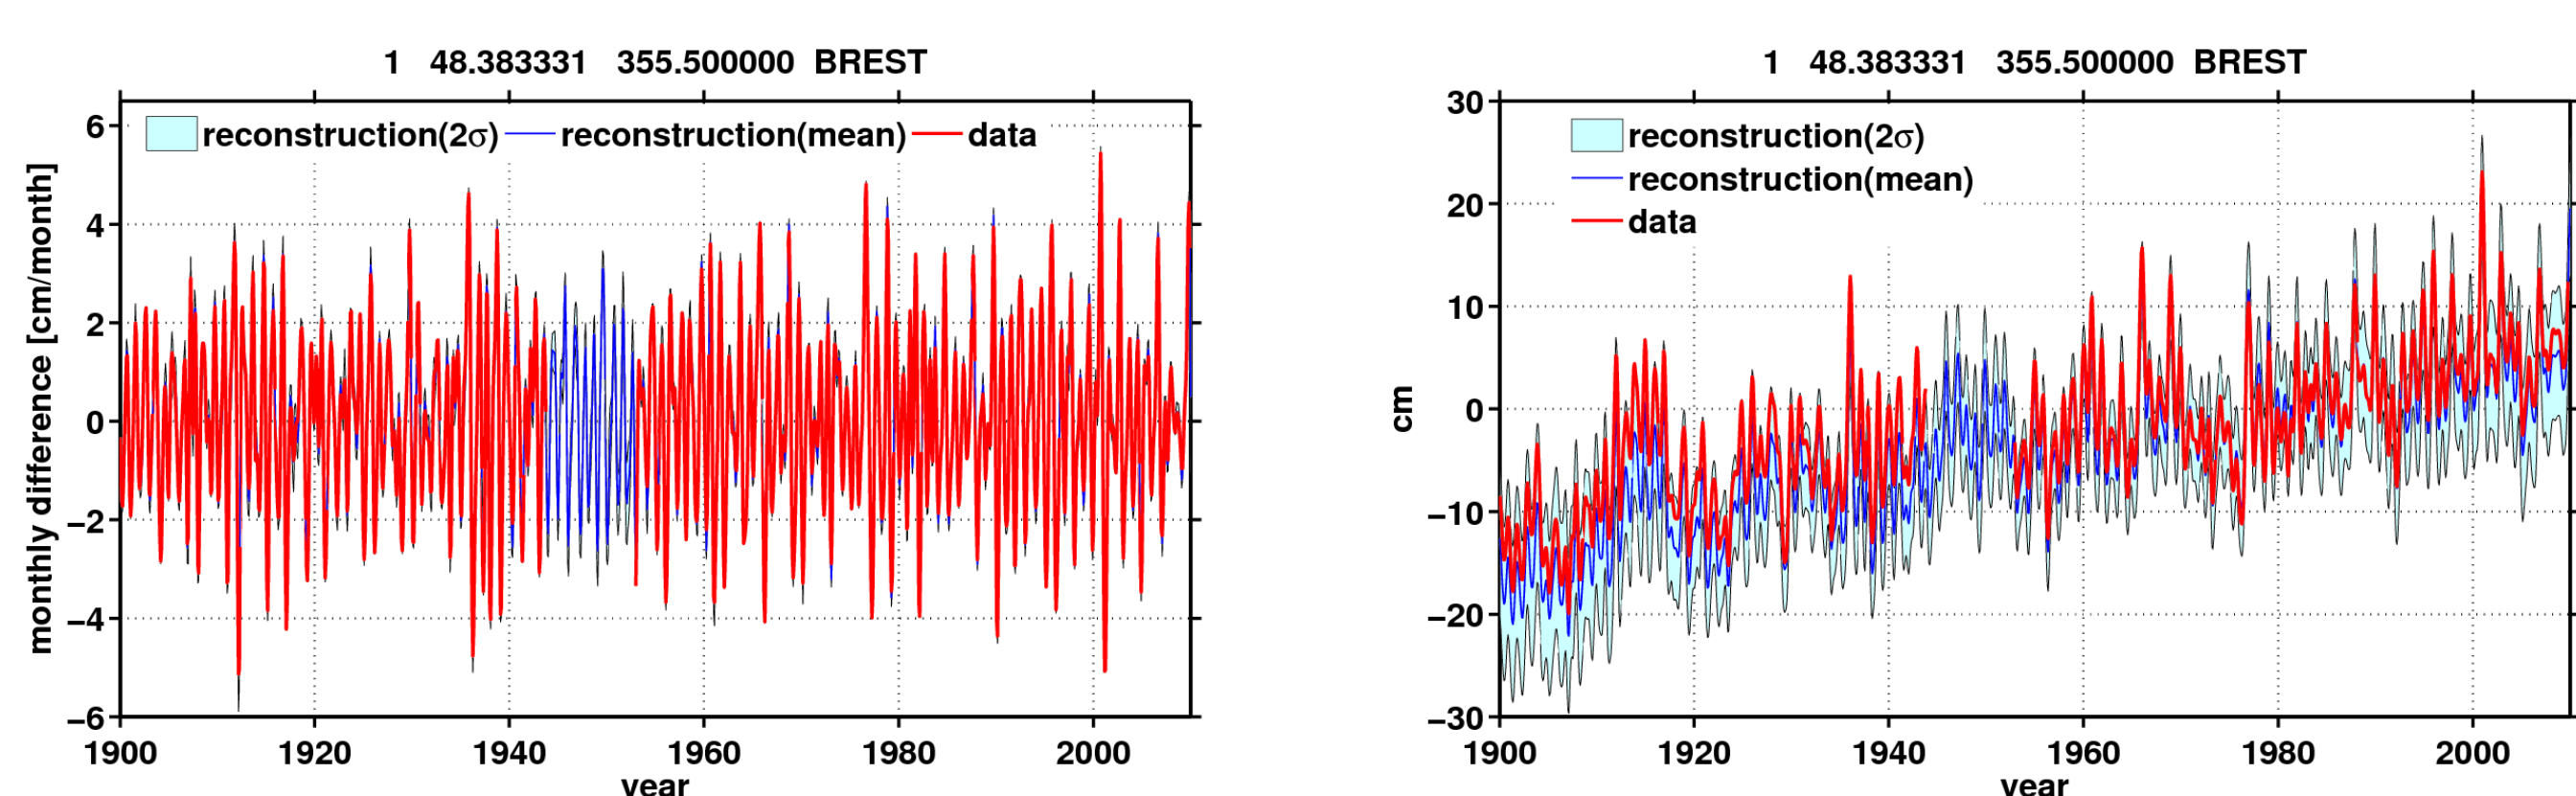 1 48.383331 355.500000 BREST
reconstruction(2σ) reconstruction(mean) data
monthly difference [cm/month]
6
4
2
0
−2
−4
−6
1900 1920 1940 1960 1980 2000
year
1 48.383331 355.500000 BREST
reconstruction(2σ)
reconstruction(mean)
data
cm
30
20
10
0
−10
−20
−30
1900 1920 1940 1960 1980 2000
year